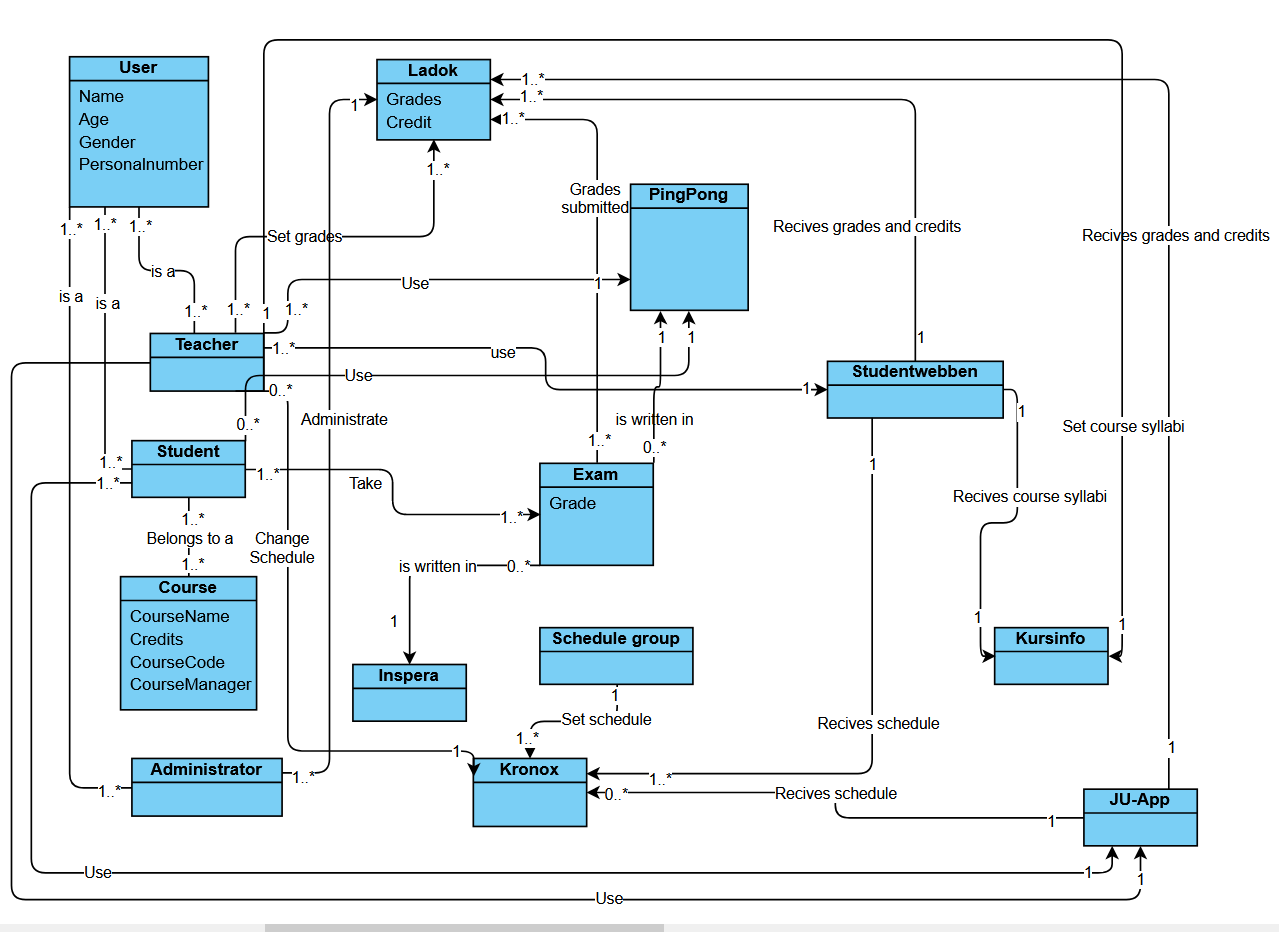 User
Name
Age
Gender
Personalnumber
Ladok
Grades
Credit
1..*
1..*
1..*
1
1..*
Grades
submitted
PingPong
Recives grades and credits
Recives grades and credits
1..*
1..*
1..*
Set grades
is a
is a
is a
Use
1
1..*
1..*
1
1..*
Teacher
1..*
use
1
1
1
Use
1
Studentwebben
0..*
0..*
Administrate
is written in
1
Set course syllabi
1..*
0..*
Student
1..*
1..*
1..*
Take
1..*
Exam
Grade
1
Recives course syllabi
1..*
Belongs to a
1..*
Change
Schedule
is written in
0..*
Course
CourseName
Credits
CourseCode
CourseManager
1
1
1
Schedule group
Kursinfo
Inspera
1
Set schedule
1..*
Recives schedule
1
1
Administrator
1..*
1..*
Kronox
1..*
0..*
Recives schedule
1
JU-App
Use
1
1
Use